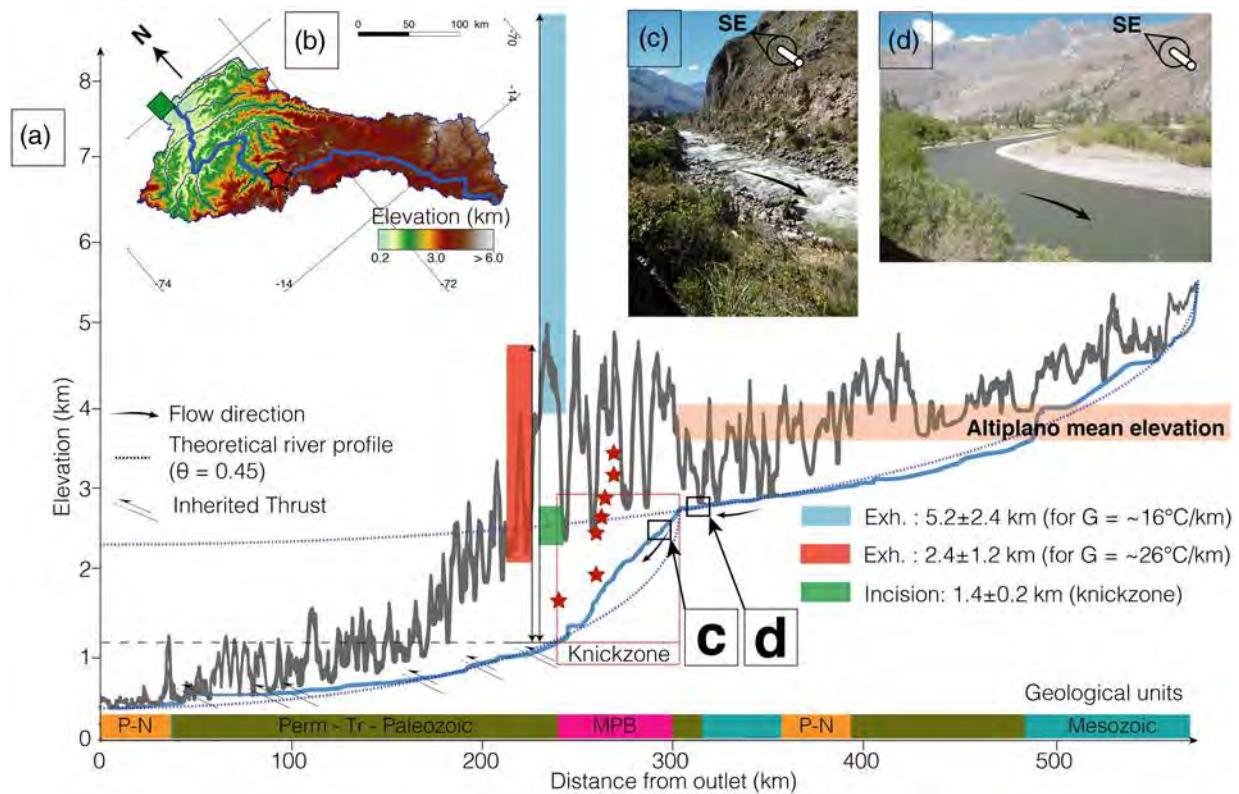 (a)
(b)
N
0 50 100 km
-70
-14
-72
-14
-74
Elevation (km)
0.2 3.0 > 6.0
(c)
SE
(d)
SE
Elevation (km)
8
7
6
5
4
3
2
1
0
Flow direction
Theoretical river profile
(θ = 0.45)
Inherited Thrust
Altiplano mean elevation
Exh. : 5.2±2.4 km (for G = ~16°C/km)
Exh. : 2.4±1.2 km (for G = ~26°C/km)
Incision: 1.4±0.2 km (knickzone)
c
d
Knickzone
Geological units
P-N
Perm - Tr - Paleozoic
MPB
P-N
Mesozoic
0 100 200 300 400 500
Distance from outlet (km)